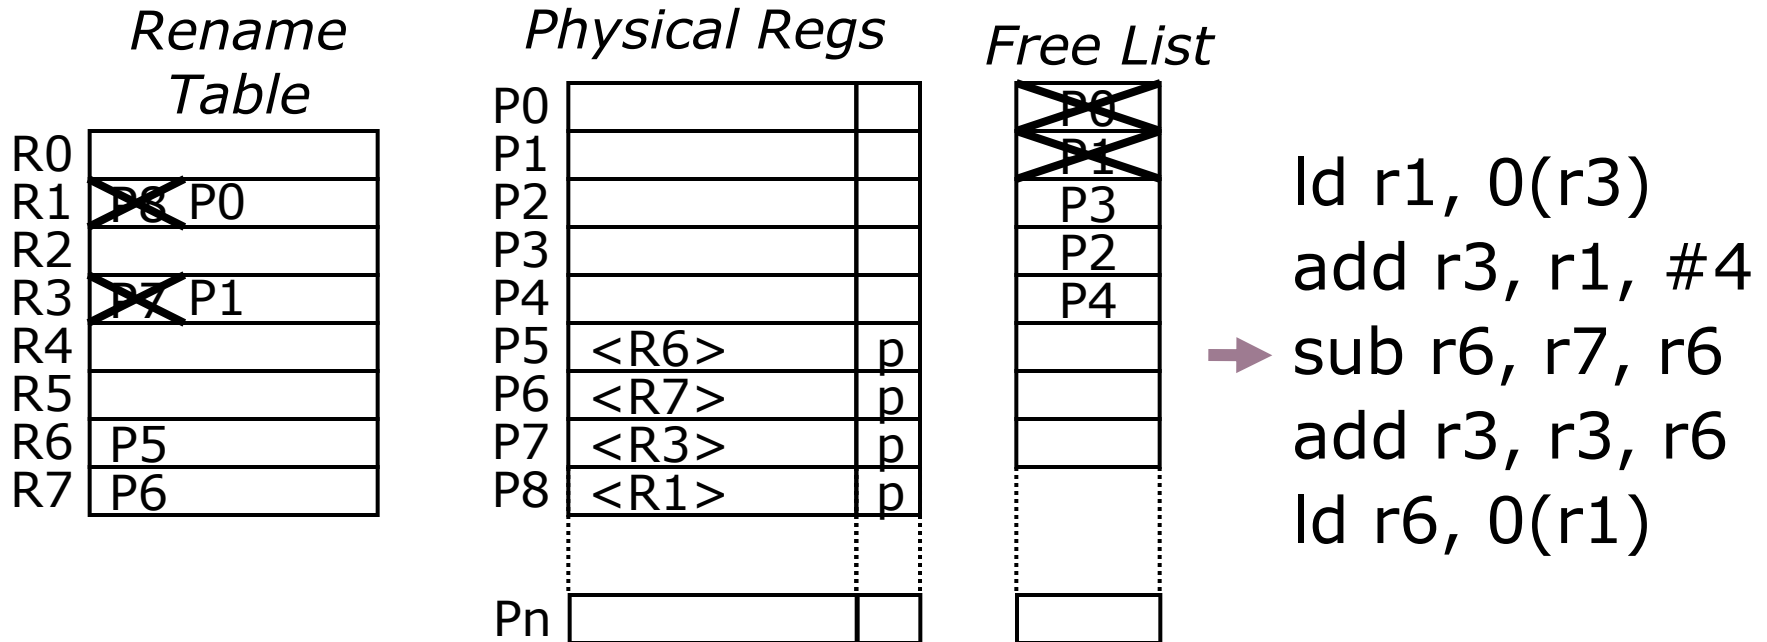 Rename
Table
R0
R1 P8 P0
R2
R3 P7 P1
R4
R5
R6 P5
R7 P6
Physical Regs
P0
P1
P2
P3
P4
P5 <R6> p
P6 <R7> p
P7 <R3> p
P8 <R1> p
Pn
Free List
P0
P1
P3
P2
P4
ld r1, 0(r3)
add r3, r1, #4
sub r6, r7, r6
add r3, r3, r6
ld r6, 0(r1)